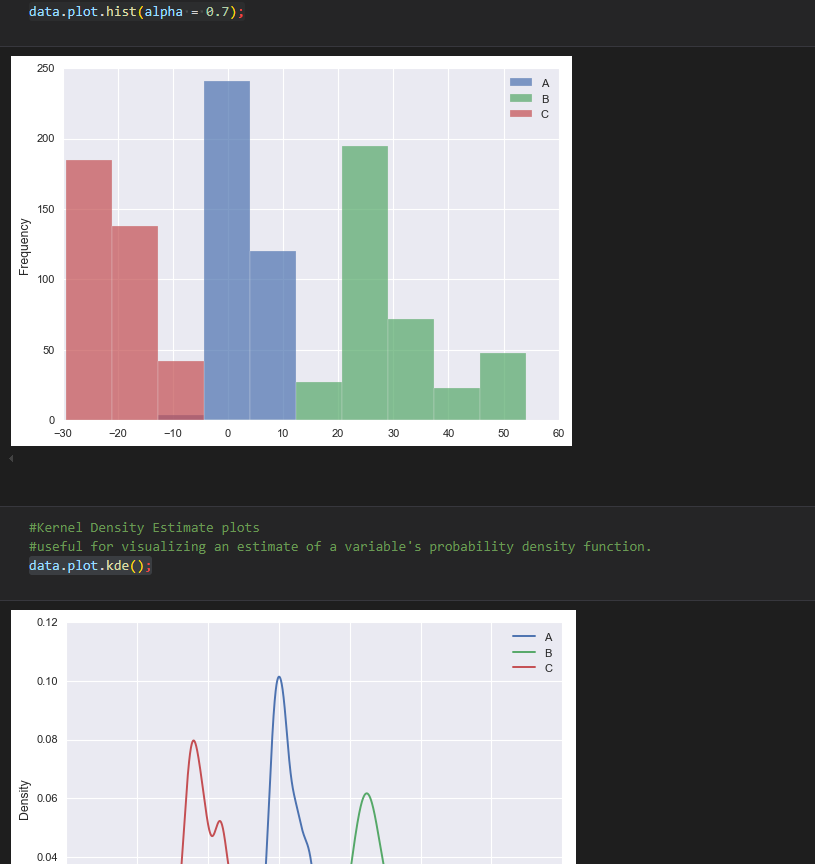 data.plot.hist(alpha = 0.7);
250
A
B
C
200
150
Frequency
100
50
0
−30 −20 −10 0 10 20 30 40 50 60
#Kernel Density Estimate plots
#useful for visualizing an estimate of a variable's probability density function.
data.plot.kde();
0.12
A
B
C
0.10
0.08
Density
0.06
0.04